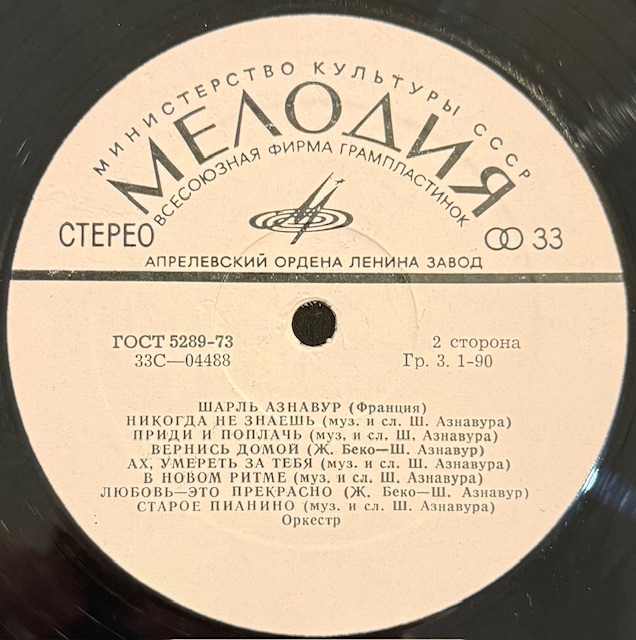 МИНИСТЕРСТВО КУЛЬТУРЫ СССР
МЕЛОДИЯ
ВСЕСОЮЗНАЯ ФИРМА ГРАМПЛАСТИНОК
СТЕРЕО
33
АПРЕЛЕВСКИЙ ОРДЕНА ЛЕНИНА ЗАВОД
ГОСТ 5289-73
33С—04488
2 сторона
Гр. 3. 1-90
ШАРЛЬ АЗНАВУР (Франция)
НИКОГДА НЕ ЗНАЕШЬ (муз. и сл. Ш. Азнавура)
ПРИДИ И ПОПЛАЧЬ (муз, и сл. Ш. Азнавура)
ВЕРНИСЬ ДОМОЙ (Ж. Беко—Ш. Азнавур)
АХ, УМЕРЕТЬ ЗА ТЕБЯ (муз. и сл. Ш. Азнавура)
В НОВОМ РИТМЕ (муз. и сл. Ш. Азнавура)
ЛЮБОВЬ—ЭТО ПРЕКРАСНО (Ж. Беко—Ш. Азнавур)
СТАРОЕ ПИАНИНО (муз. и сл. Ш. Азнавура)
Оркестр